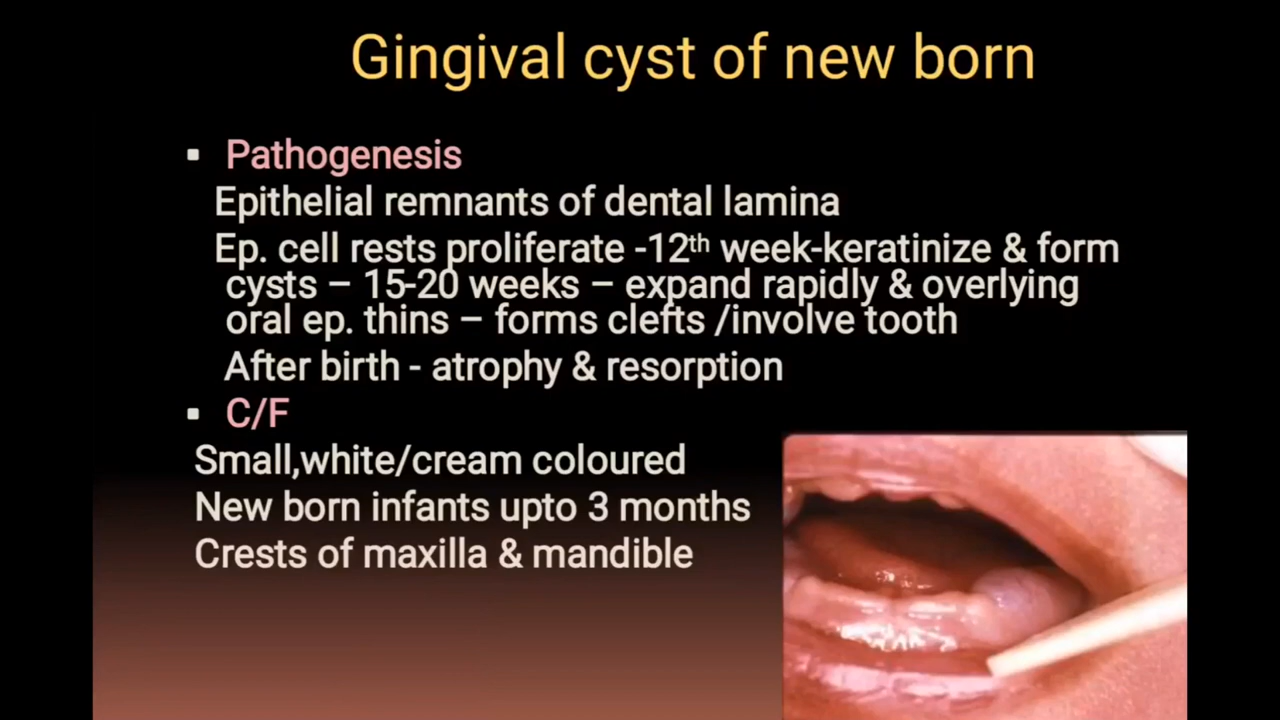 Gingival cyst of new born
▪ Pathogenesis
Epithelial remnants of dental lamina
Ep. cell rests proliferate -12th week-keratinize & form
cysts – 15-20 weeks – expand rapidly & overlying
oral ep. thins – forms clefts /involve tooth
After birth - atrophy & resorption
▪ C/F
Small,white/cream coloured
New born infants upto 3 months
Crests of maxilla & mandible